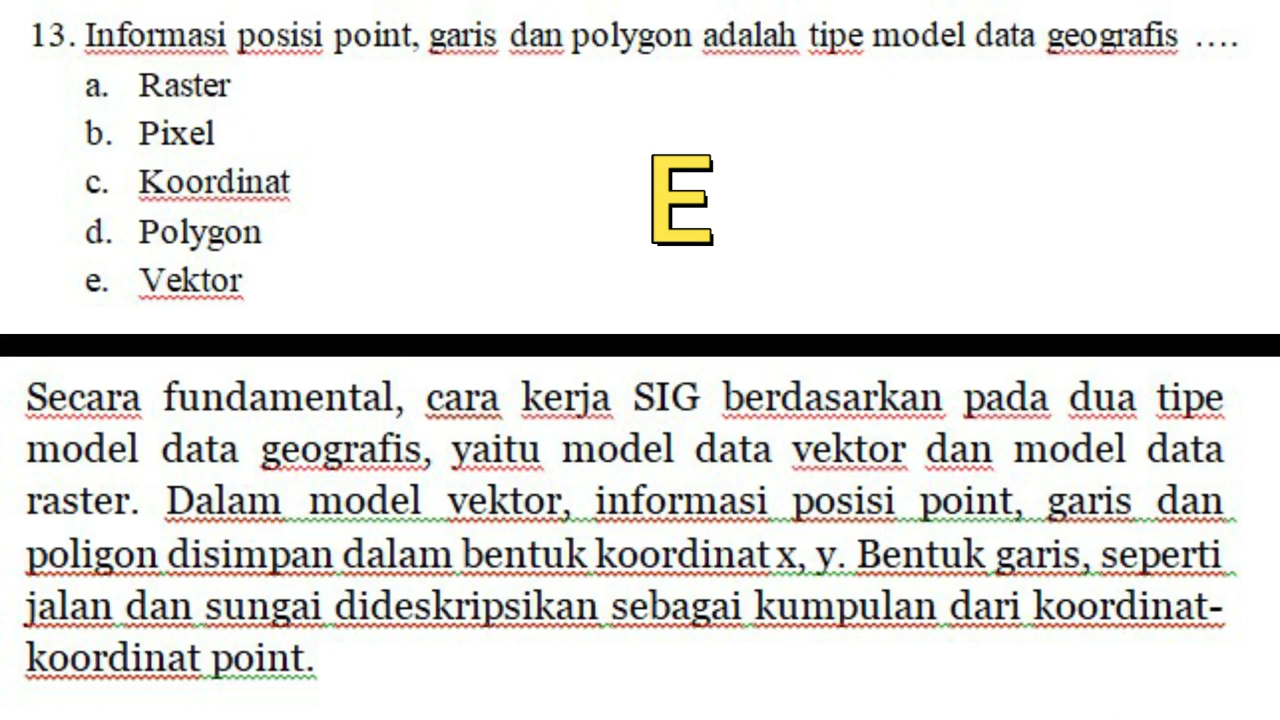 13. Informasi posisi point, garis dan polygon adalah tipe model data geografis ....
a. Raster
b. Pixel
c. Koordinat
d. Polygon
e. Vektor
E
Secara fundamental, cara kerja SIG berdasarkan pada dua tipe
model data geografis, yaitu model data vektor dan model data
raster. Dalam model vektor, informasi posisi point, garis dan
poligon disimpan dalam bentuk koordinat x, y. Bentuk garis, seperti
jalan dan sungai dideskripsikan sebagai kumpulan dari koordinat-
koordinat point.